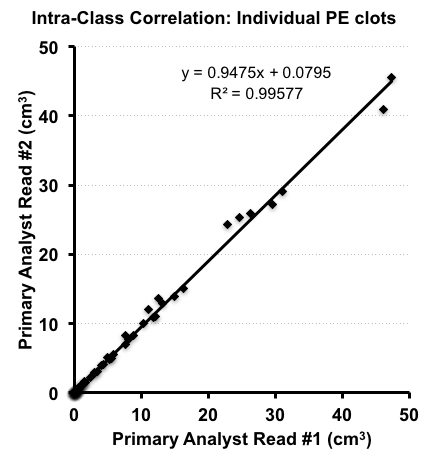 Intra-Class Correlation: Individual PE clots
y = 0.9475x + 0.0795
R² = 0.99577
Primary Analyst Read #2 (cm³)
50
40
30
20
10
0
0 10 20 30 40 50
Primary Analyst Read #1 (cm³)